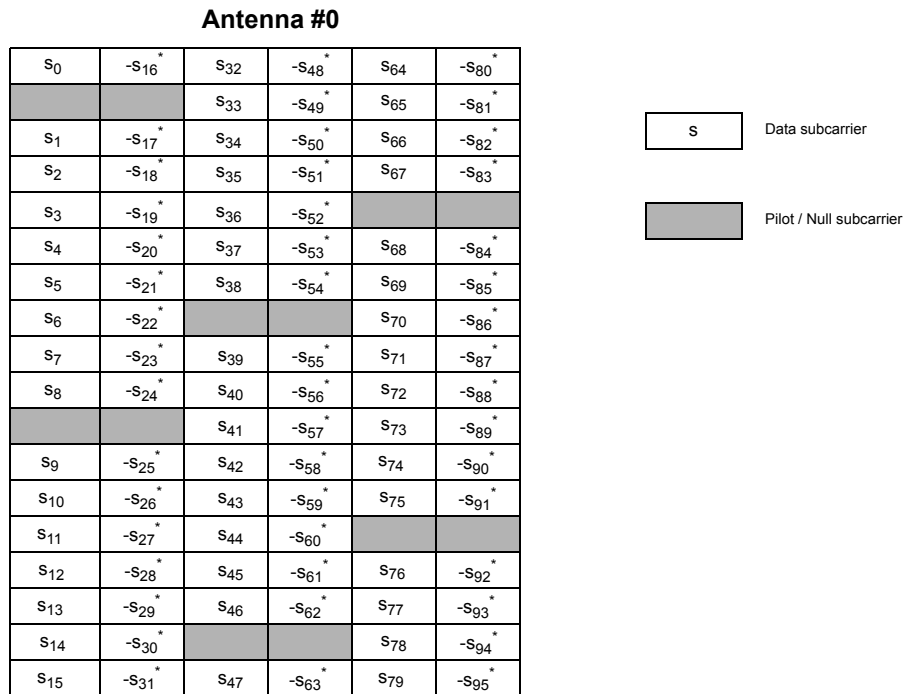 Antenna #0
s0 -s16* s32 -s48* s64 -s80*
s33 -s49* s65 -s81*
s1 -s17* s34 -s50* s66 -s82*
s2 -s18* s35 -s51* s67 -s83*
s3 -s19* s36 -s52*
s4 -s20* s37 -s53* s68 -s84*
s5 -s21* s38 -s54* s69 -s85*
s6 -s22* s70 -s86*
s7 -s23* s39 -s55* s71 -s87*
s8 -s24* s40 -s56* s72 -s88*
s41 -s57* s73 -s89*
s9 -s25* s42 -s58* s74 -s90*
s10 -s26* s43 -s59* s75 -s91*
s11 -s27* s44 -s60*
s12 -s28* s45 -s61* s76 -s92*
s13 -s29* s46 -s62* s77 -s93*
s14 -s30* s78 -s94*
s15 -s31* s47 -s63* s79 -s95*
s Data subcarrier
Pilot / Null subcarrier